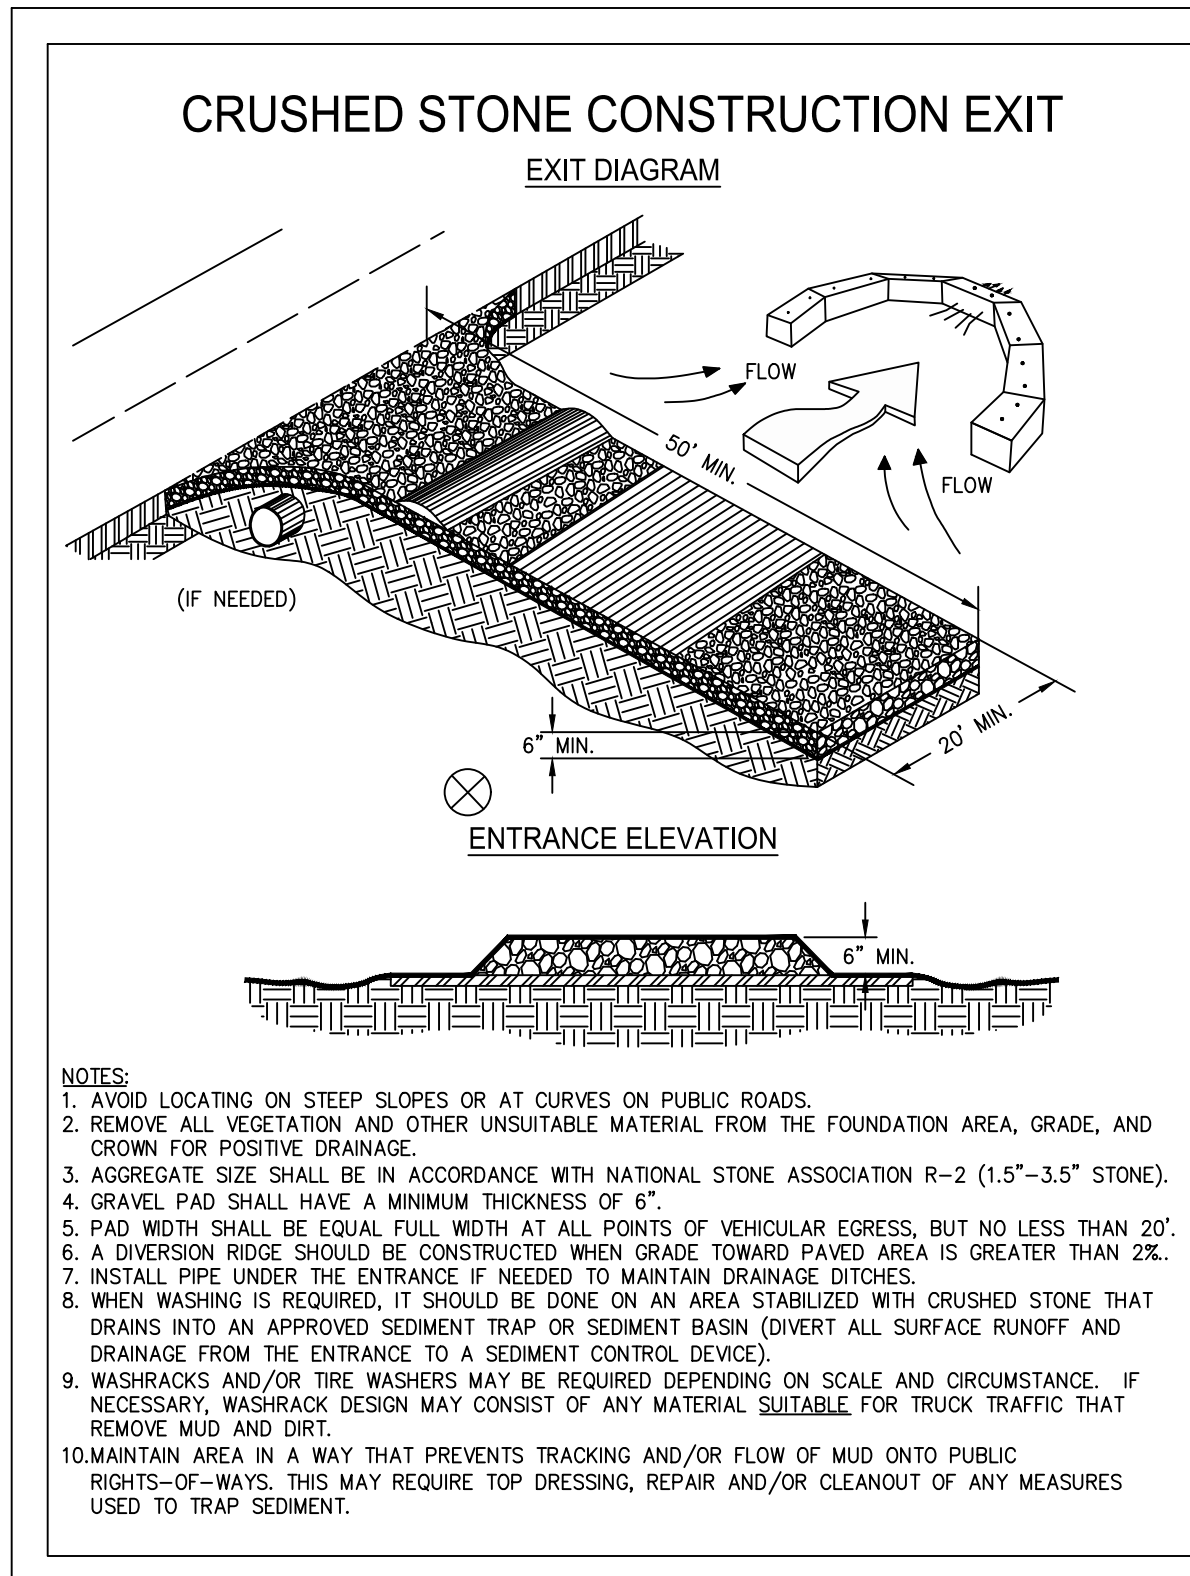 CRUSHED STONE CONSTRUCTION EXIT
EXIT DIAGRAM
FLOW
50' MIN.
FLOW
(IF NEEDED)
20' MIN.
6" MIN.
ENTRANCE ELEVATION
6" MIN.
NOTES:
1. AVOID LOCATING ON STEEP SLOPES OR AT CURVES ON PUBLIC ROADS.
2. REMOVE ALL VEGETATION AND OTHER UNSUITABLE MATERIAL FROM THE FOUNDATION AREA, GRADE, AND
CROWN FOR POSITIVE DRAINAGE.
3. AGGREGATE SIZE SHALL BE IN ACCORDANCE WITH NATIONAL STONE ASSOCIATION R-2 (1.5"-3.5" STONE).
4. GRAVEL PAD SHALL HAVE A MINIMUM THICKNESS OF 6".
5. PAD WIDTH SHALL BE EQUAL FULL WIDTH AT ALL POINTS OF VEHICULAR EGRESS, BUT NO LESS THAN 20'.
6. A DIVERSION RIDGE SHOULD BE CONSTRUCTED WHEN GRADE TOWARD PAVED AREA IS GREATER THAN 2%..
7. INSTALL PIPE UNDER THE ENTRANCE IF NEEDED TO MAINTAIN DRAINAGE DITCHES.
8. WHEN WASHING IS REQUIRED, IT SHOULD BE DONE ON AN AREA STABILIZED WITH CRUSHED STONE THAT
DRAINS INTO AN APPROVED SEDIMENT TRAP OR SEDIMENT BASIN (DIVERT ALL SURFACE RUNOFF AND
DRAINAGE FROM THE ENTRANCE TO A SEDIMENT CONTROL DEVICE).
9. WASHRACKS AND/OR TIRE WASHERS MAY BE REQUIRED DEPENDING ON SCALE AND CIRCUMSTANCE. IF
NECESSARY, WASHRACK DESIGN MAY CONSIST OF ANY MATERIAL SUITABLE FOR TRUCK TRAFFIC THAT
REMOVE MUD AND DIRT.
10.MAINTAIN AREA IN A WAY THAT PREVENTS TRACKING AND/OR FLOW OF MUD ONTO PUBLIC
RIGHTS-OF-WAYS. THIS MAY REQUIRE TOP DRESSING, REPAIR AND/OR CLEANOUT OF ANY MEASURES
USED TO TRAP SEDIMENT.